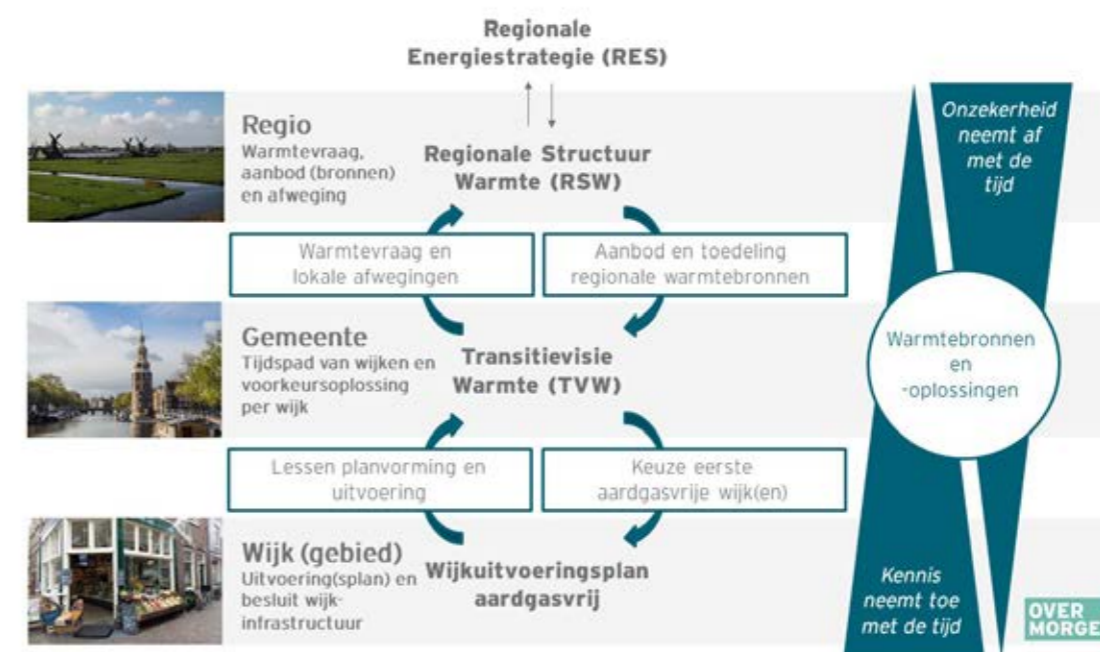 Regionale
Energiestrategie (RES)
Regio
Warmtevraag,
aanbod (bronnen)
en afweging
Regionale Structuur
Warmte (RSW)
Onzekerheid
neemt af
met de
tijd
Warmtevraag en
lokale afwegingen
Aanbod en toedeling
regionale warmtebronnen
Gemeente
Tijdspad van wijken en
voorkeursoplossing
per wijk
Transitievisie
Warmte (TVW)
Warmtebronnen
en
-oplossingen
Lessen planvorming en
uitvoering
Keuze eerste
aardgasvrije wijk(en)
Wijk (gebied)
Uitvoering(splan) en
besluit wijk-
infrastructuur
Wijkuitvoeringsplan
aardgasvrij
Kennis
neemt toe
met de tijd
OVER
MORGE